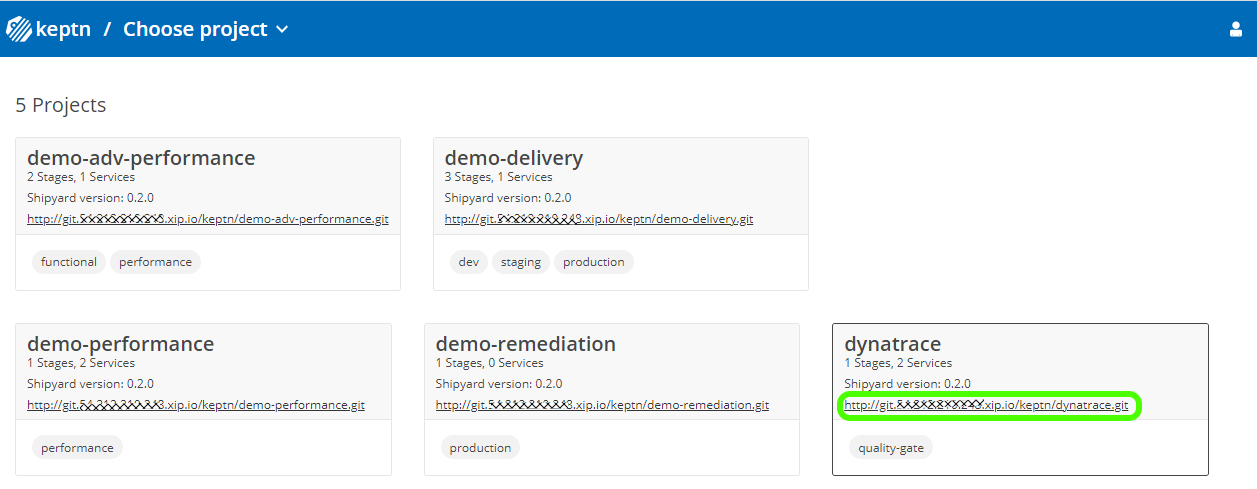 keptn / Choose project
5 Projects
demo-adv-performance
2 Stages, 1 Services
Shipyard version: 0.2.0
http://git. .xip.io/keptn/demo-adv-performance.git
functional performance
demo-delivery
3 Stages, 1 Services
Shipyard version: 0.2.0
http://git. .xip.io/keptn/demo-delivery.git
dev staging production
demo-performance
1 Stages, 2 Services
Shipyard version: 0.2.0
http://git. .xip.io/keptn/demo-performance.git
performance
demo-remediation
1 Stages, 0 Services
Shipyard version: 0.2.0
http://git. .xip.io/keptn/demo-remediation.git
production
dynatrace
1 Stages, 2 Services
Shipyard version: 0.2.0
http://git. .xip.io/keptn/dynatrace.git
quality-gate